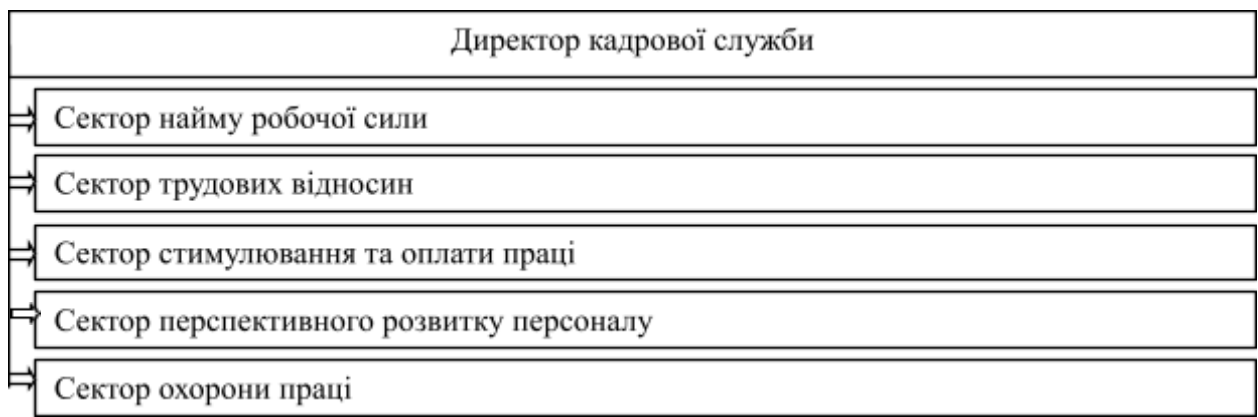 Директор кадрової служби
Сектор найму робочої сили
Сектор трудових відносин
Сектор стимулювання та оплати праці
Сектор перспективного розвитку персоналу
Сектор охорони праці